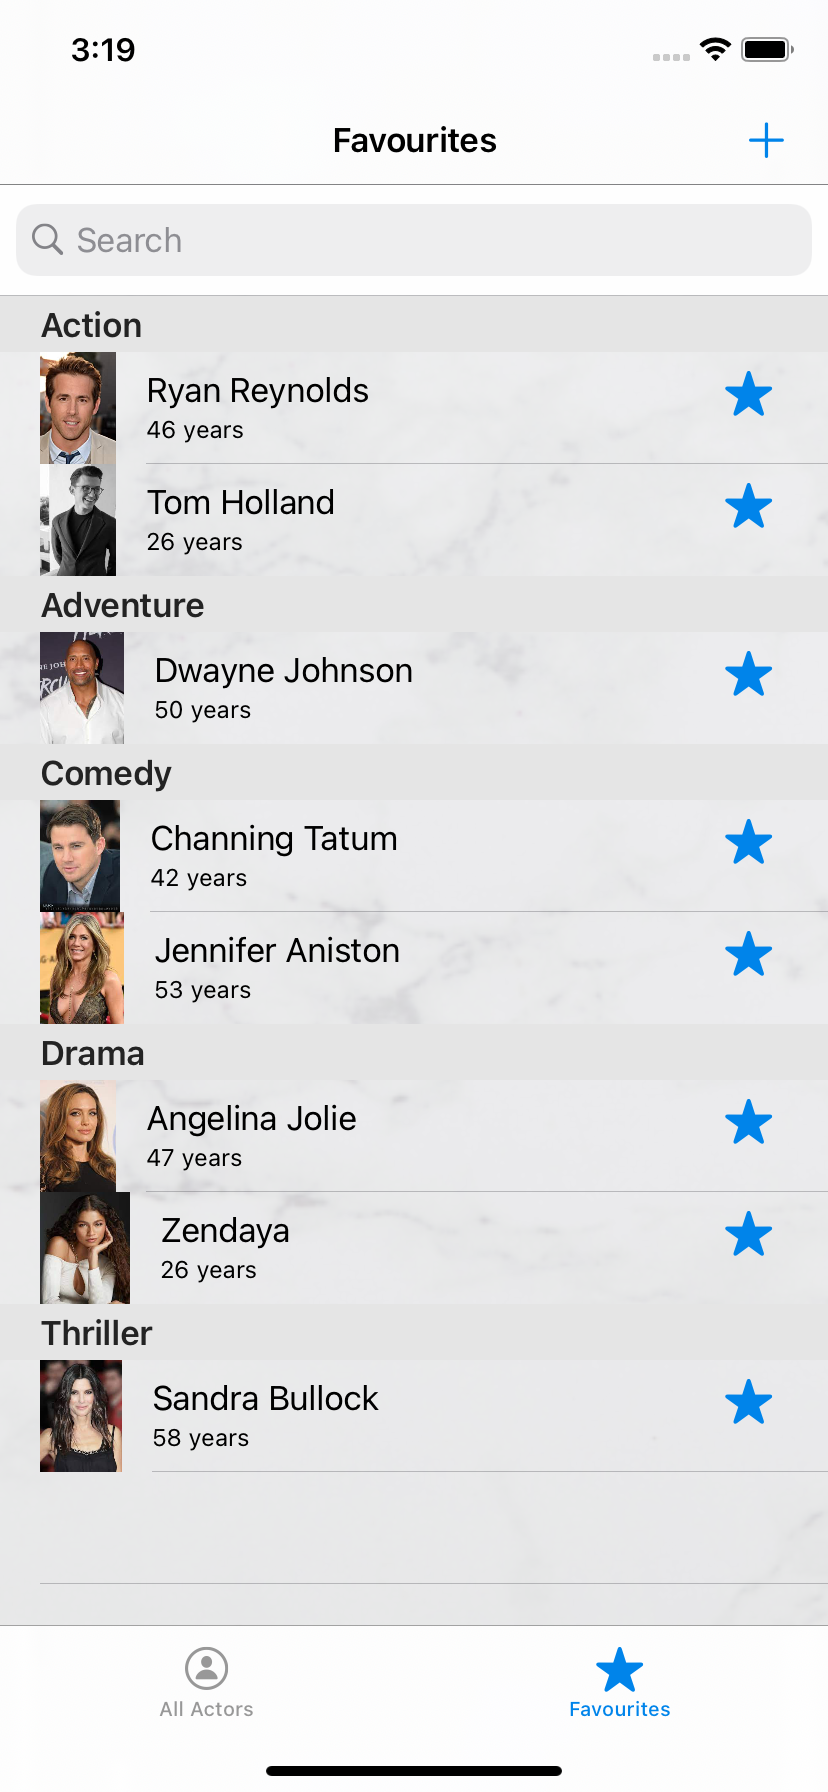 3:19
Favourites
Search
Action
Ryan Reynolds
46 years
Tom Holland
26 years
Adventure
Dwayne Johnson
50 years
Comedy
Channing Tatum
42 years
Jennifer Aniston
53 years
Drama
Angelina Jolie
47 years
Zendaya
26 years
Thriller
Sandra Bullock
58 years
All Actors
Favourites